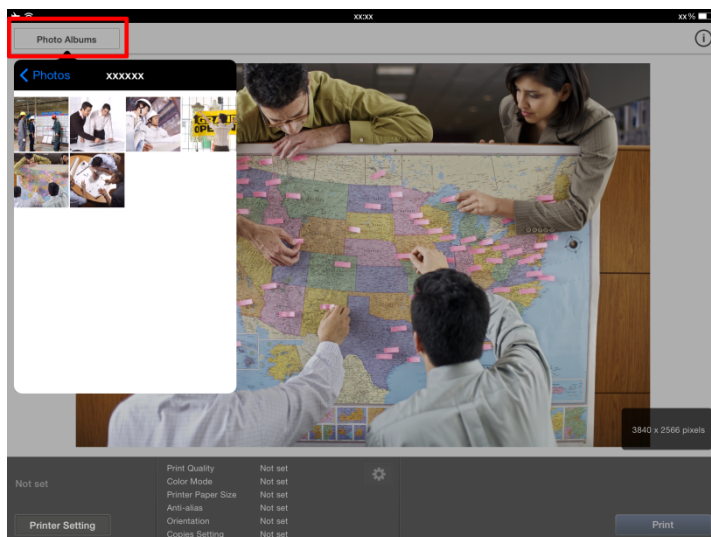 xx:xx
xx%
Photo Albums
i
Photos
xxxxxx
GRAND
OPE
3840 x 2566 pixels
Not set
Print Quality Not set
Color Mode Not set
Printer Paper Size Not set
Anti-alias Not set
Orientation Not set
Copies Setting Not set
Printer Setting
Print